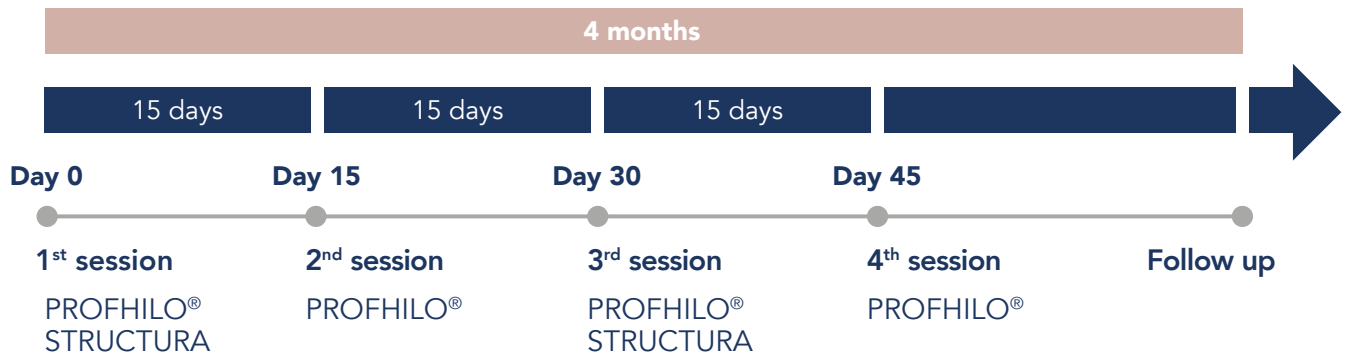 4 months
15 days 15 days 15 days
Day 0 Day 15 Day 30 Day 45
1st session 2nd session 3rd session 4th session Follow up
PROFHILO® PROFHILO® PROFHILO® PROFHILO®
STRUCTURA STRUCTURA